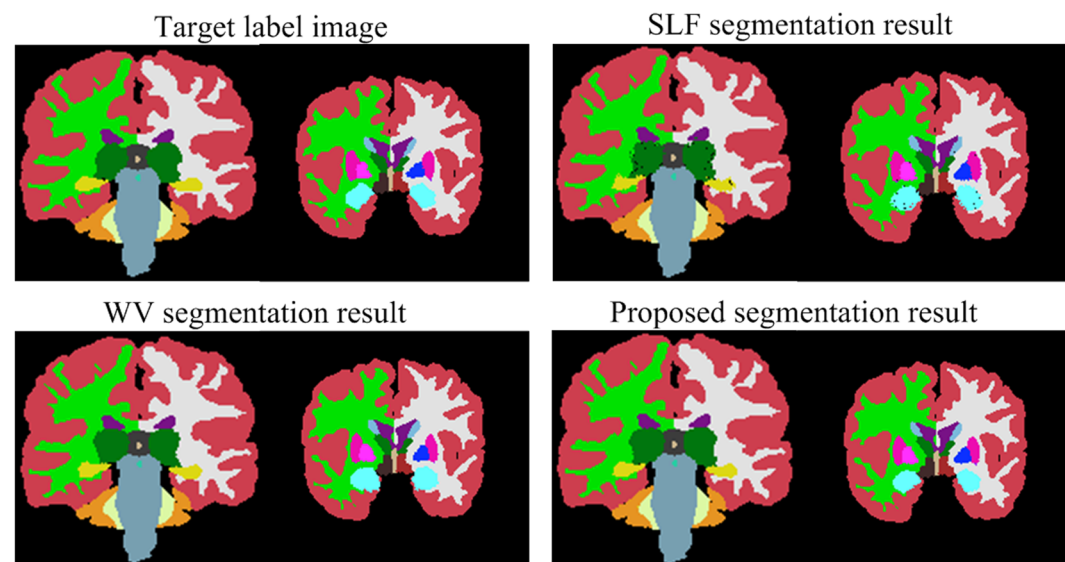 Target label image
SLF segmentation result
WV segmentation result
Proposed segmentation result